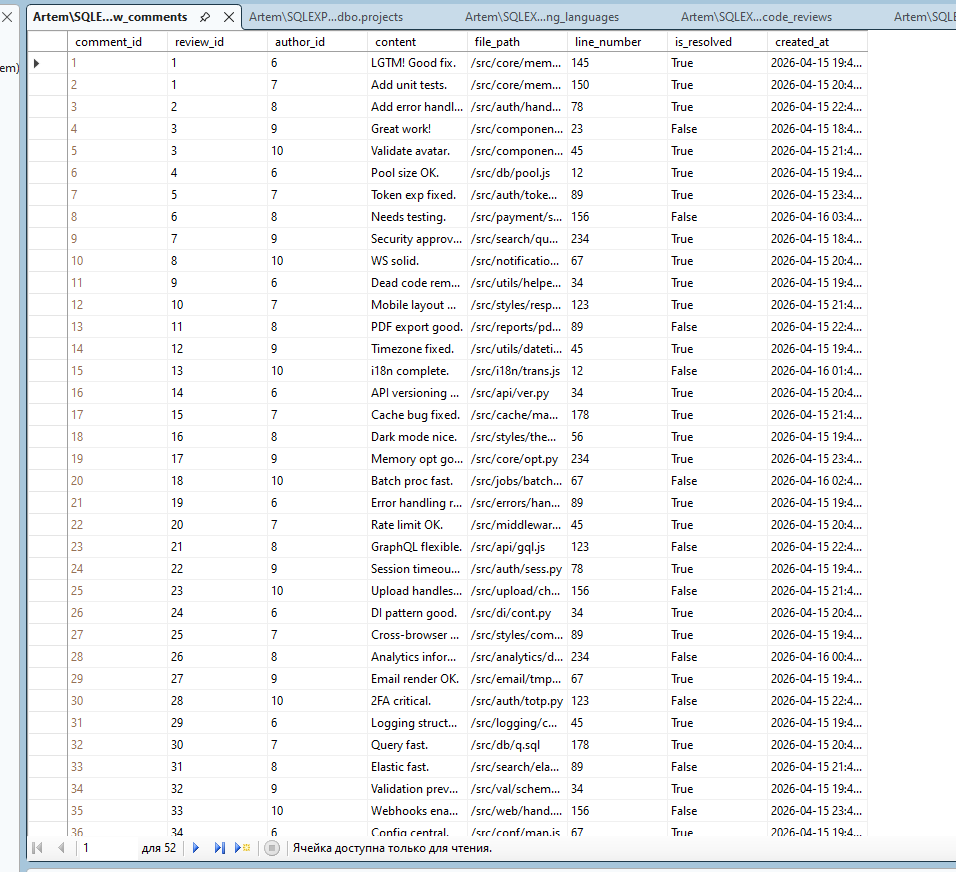 Artem\SQLE...w_comments Artem\SQLEXP...dbo.projects Artem\SQLEX...ng_languages Artem\SQLEX...code_reviews Artem\SQLE
comment_id review_id author_id content file_path line_number is_resolved created_at
em) 1 1 6 LGTM! Good fix. /src/core/mem... 145 True 2026-04-15 19:4...
2 1 7 Add unit tests. /src/core/mem... 150 True 2026-04-15 20:4...
3 2 8 Add error handl... /src/auth/hand... 78 True 2026-04-15 22:4...
4 3 9 Great work! /src/componen... 23 False 2026-04-15 18:4...
5 3 10 Validate avatar. /src/componen... 45 True 2026-04-15 21:4...
6 4 6 Pool size OK. /src/db/pool.js 12 True 2026-04-15 19:4...
7 5 7 Token exp fixed. /src/auth/toke... 89 True 2026-04-15 23:4...
8 6 8 Needs testing. /src/payment/s... 156 False 2026-04-16 03:4...
9 7 9 Security approv... /src/search/qu... 234 True 2026-04-15 18:4...
10 8 10 WS solid. /src/notificatio... 67 True 2026-04-15 20:4...
11 9 6 Dead code rem... /src/utils/helpe... 34 True 2026-04-15 19:4...
12 10 7 Mobile layout ... /src/styles/resp... 123 True 2026-04-15 21:4...
13 11 8 PDF export good. /src/reports/pd... 89 False 2026-04-15 22:4...
14 12 9 Timezone fixed. /src/utils/dateti... 45 True 2026-04-15 19:4...
15 13 10 i18n complete. /src/i18n/trans.js 12 False 2026-04-16 01:4...
16 14 6 API versioning ... /src/api/ver.py 34 True 2026-04-15 20:4...
17 15 7 Cache bug fixed. /src/cache/ma... 178 True 2026-04-15 21:4...
18 16 8 Dark mode nice. /src/styles/the... 56 True 2026-04-15 19:4...
19 17 9 Memory opt go... /src/core/opt.py 234 True 2026-04-15 23:4...
20 18 10 Batch proc fast. /src/jobs/batch... 67 False 2026-04-16 02:4...
21 19 6 Error handling r... /src/errors/han... 89 True 2026-04-15 19:4...
22 20 7 Rate limit OK. /src/middlewar... 45 True 2026-04-15 20:4...
23 21 8 GraphQL flexible. /src/api/gql.js 123 False 2026-04-15 22:4...
24 22 9 Session timeou... /src/auth/sess.py 78 True 2026-04-15 19:4...
25 23 10 Upload handles... /src/upload/ch... 156 False 2026-04-15 21:4...
26 24 6 DI pattern good. /src/di/cont.py 34 True 2026-04-15 20:4...
27 25 7 Cross-browser ... /src/styles/com... 89 True 2026-04-15 19:4...
28 26 8 Analytics infor... /src/analytics/d... 234 False 2026-04-16 00:4...
29 27 9 Email render OK. /src/email/tmp... 67 True 2026-04-15 19:4...
30 28 10 2FA critical. /src/auth/totp.py 123 False 2026-04-15 22:4...
31 29 6 Logging struct... /src/logging/c... 45 True 2026-04-15 19:4...
32 30 7 Query fast. /src/db/q.sql 178 True 2026-04-15 20:4...
33 31 8 Elastic fast. /src/search/ela... 89 False 2026-04-15 21:4...
34 32 9 Validation prev... /src/val/schem... 34 True 2026-04-15 19:4...
35 33 10 Webhooks ena... /src/web/hand... 156 False 2026-04-15 23:4...
36 34 6 Config central. /src/conf/man.js 67 True 2026-04-15 19:4...
1 для 52 Ячейка доступна только для чтения.